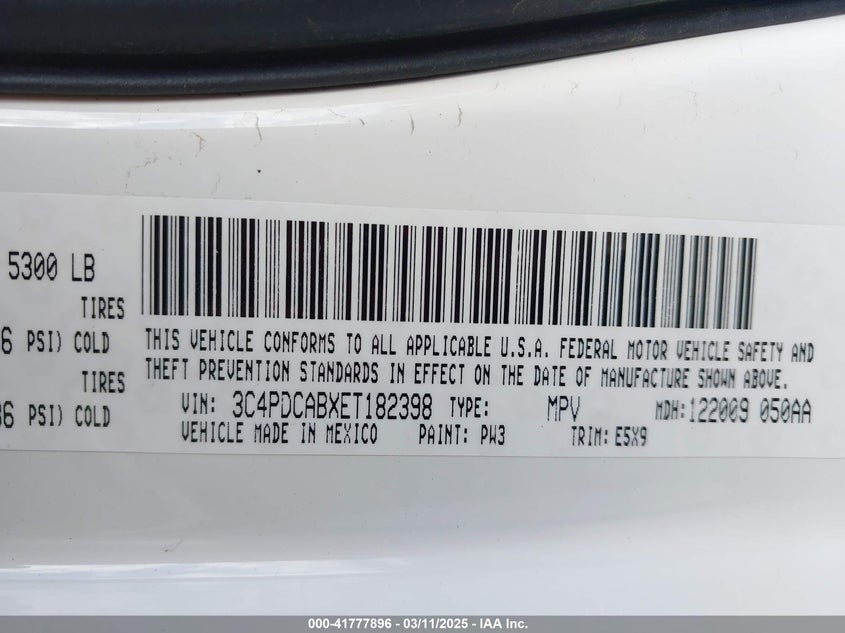 5300 LB
TIRES
6 PSI) COLD
TIRES
36 PSI) COLD
THIS VEHICLE CONFORMS TO ALL APPLICABLE U.S.A. FEDERAL MOTOR VEHICLE SAFETY AND
THEFT PREVENTION STANDARDS IN EFFECT ON THE DATE OF MANUFACTURE SHOWN ABOVE.
VIN: 3C4PDCABXET182398 TYPE: MPV MDH:122009 050AA
VEHICLE MADE IN MEXICO PAINT: PW3 TRIM: E5X9
000-41777896 - 03/11/2025 - IAA Inc.